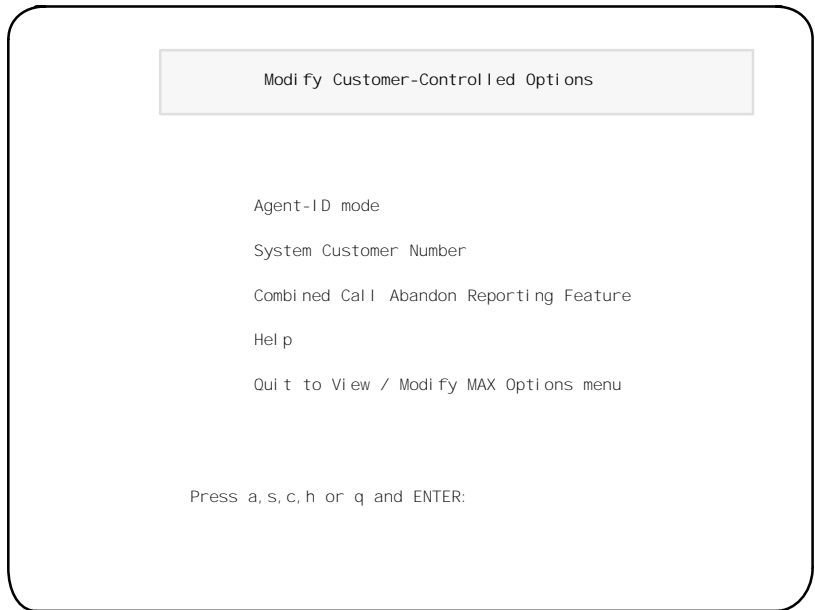 Modify Customer-Controlled Options
Agent-ID mode
System Customer Number
Combined Call Abandon Reporting Feature
Help
Quit to View / Modify MAX Options menu
Press a,s,c,h or q and ENTER: